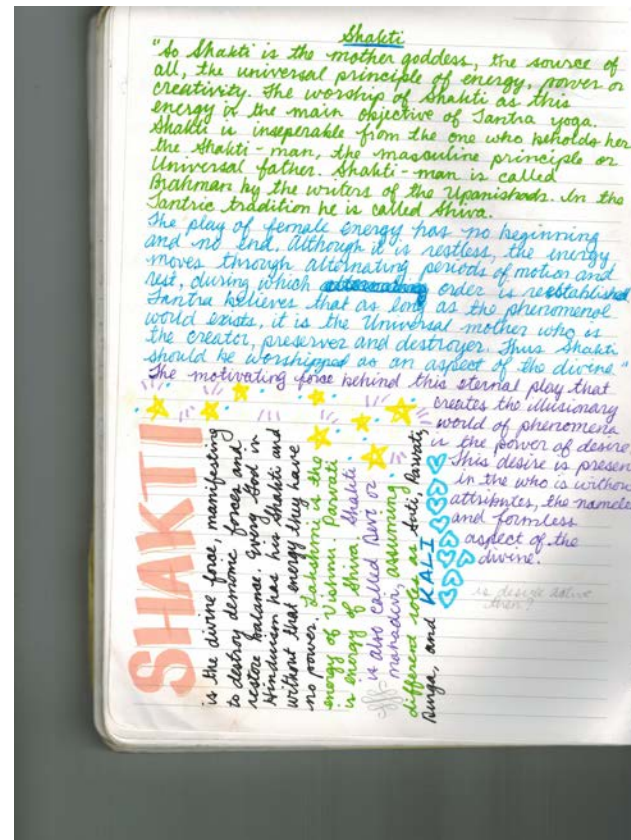 Shakti
"So Shakti is the mother goddess, the source of
all, the universal principle of energy, power or
creativity. The worship of Shakti as this
energy is the main objective of Tantra yoga.
Shakti is inseperable from the one who beholds her
the Shakti-man, the masculine principle or
Universal father. Shakti-man is called
Brahman by the writers of the Upanishads. In the
Tantric tradition he is called Shiva.
The play of female energy has no beginning
and no end. Although it is restless, the energy
moves through alternating periods of motion and
rest, during which order is reestablished
Tantra believes that as long as the phenomenol
world exists, it is the Universal mother who is
the creator, preserver and destroyer. Thus Shakti
should be worshipped as an aspect of the divine."
The motivating force behind this eternal play that
creates the illusionary
world of phenomena
is the power of desire
This desire is presen
in the who is without
attributes, the namele
and formless
aspect of the
divine.
is desire active
then?
SHAKTI
is the divine force, manifesting
to destroy demonic forces and
restore balance. Every God in
Hinduism has his Shakti and
without that energy they have
no power. Lakshmi is the
energy of Vishnu. Parvati
is energy of Shiva. Shakti
is also called Devi or
mahadevi, assuming
different roles as Sati, Parvati,
Durga, and KALI